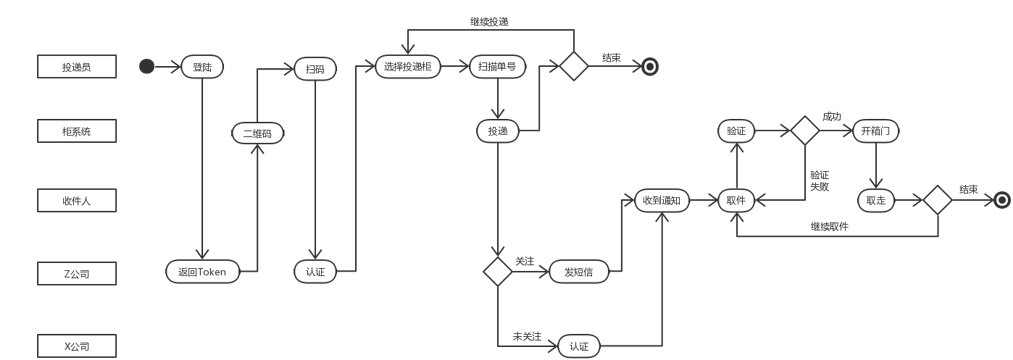 继续投递
投递员
登陆
扫码
选择投递柜
扫描单号
结束
柜系统
二维码
投递
验证
成功
开箱门
验证
失败
收件人
收到通知
取件
取走
结束
继续取件
Z公司
返回Token
认证
关注
发短信
X公司
未关注
认证